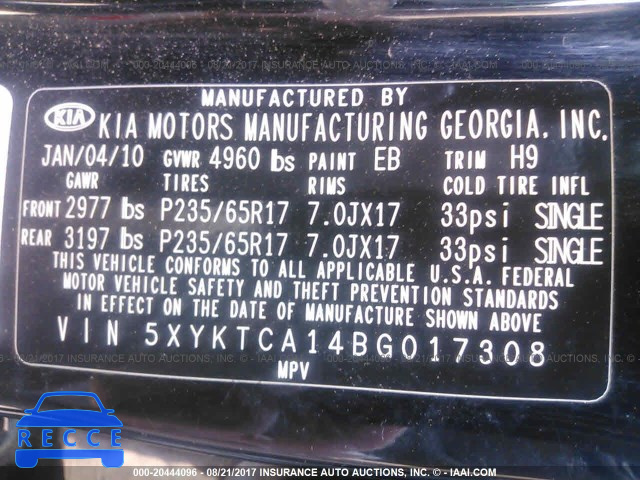 MANUFACTURED BY
KIA KIA MOTORS MANUFACTURING GEORGIA, INC.
JAN/04/10 GVWR 4960 lbs PAINT EB TRIM H9
GAWR TIRES RIMS COLD TIRE INFL
FRONT 2977 lbs P235/65R17 7.0JX17 33psi SINGLE
REAR 3197 lbs P235/65R17 7.0JX17 33psi SINGLE
THIS VEHICLE CONFORMS TO ALL APPLICABLE U.S.A. FEDERAL
MOTOR VEHICLE SAFETY AND THEFT PREVENTION STANDARDS
IN EFFECT ON THE DATE OF MANUFACTURE SHOWN ABOVE
VIN 5XYKTCA14BG017308
MPV
RECCE
000-20444096 - 08/21/2017 INSURANCE AUTO AUCTIONS, INC. - © - IAAI.COM